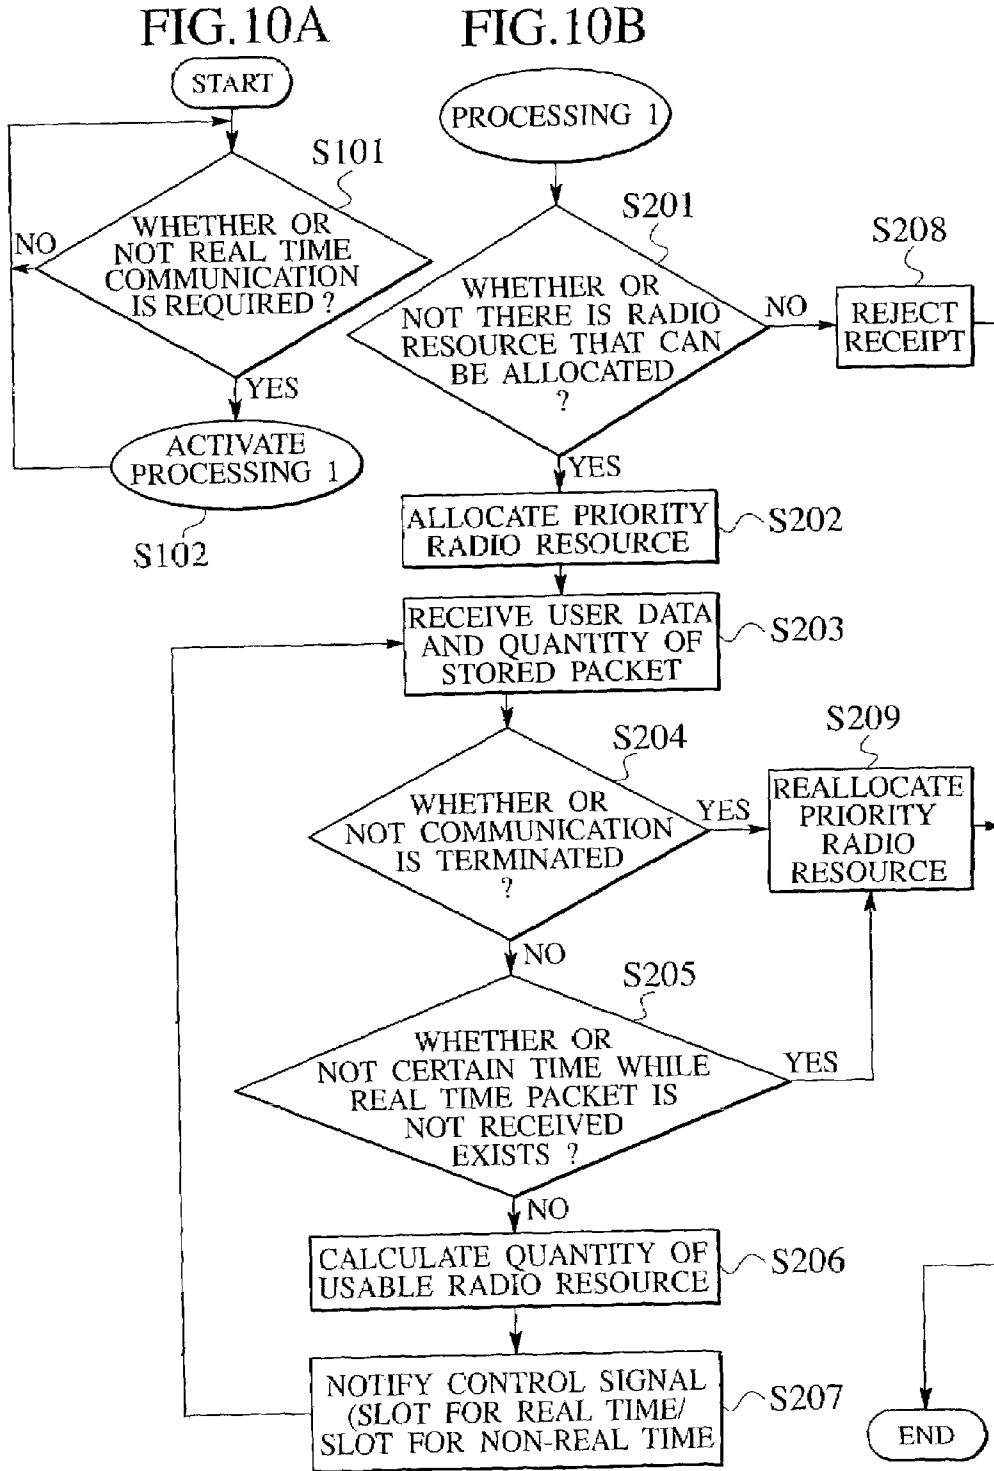 FIG.10A
START
S101
WHETHER OR
NOT REAL TIME
COMMUNICATION
IS REQUIRED ?
NO
YES
ACTIVATE
PROCESSING 1
S102
FIG.10B
PROCESSING 1
S201
WHETHER OR
NOT THERE IS RADIO
RESOURCE THAT CAN
BE ALLOCATED
?
NO
S208
REJECT
RECEIPT
YES
ALLOCATE PRIORITY
RADIO RESOURCE
S202
RECEIVE USER DATA
AND QUANTITY OF
STORED PACKET
S203
S204
WHETHER OR
NOT COMMUNICATION
IS TERMINATED
?
YES
S209
REALLOCATE
PRIORITY
RADIO
RESOURCE
NO
S205
WHETHER OR
NOT CERTAIN TIME WHILE
REAL TIME PACKET IS
NOT RECEIVED
EXISTS ?
YES
NO
CALCULATE QUANTITY OF
USABLE RADIO RESOURCE
S206
NOTIFY CONTROL SIGNAL
(SLOT FOR REAL TIME/
SLOT FOR NON-REAL TIME
S207
END